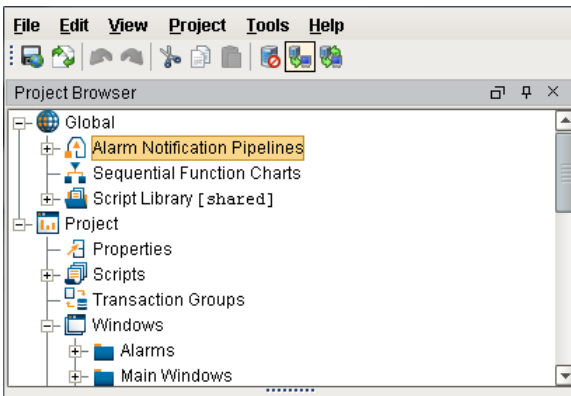 File Edit View Project Tools Help
Project Browser
Global
Alarm Notification Pipelines
Sequential Function Charts
Script Library [shared]
Project
Properties
Scripts
Transaction Groups
Windows
Alarms
Main Windows